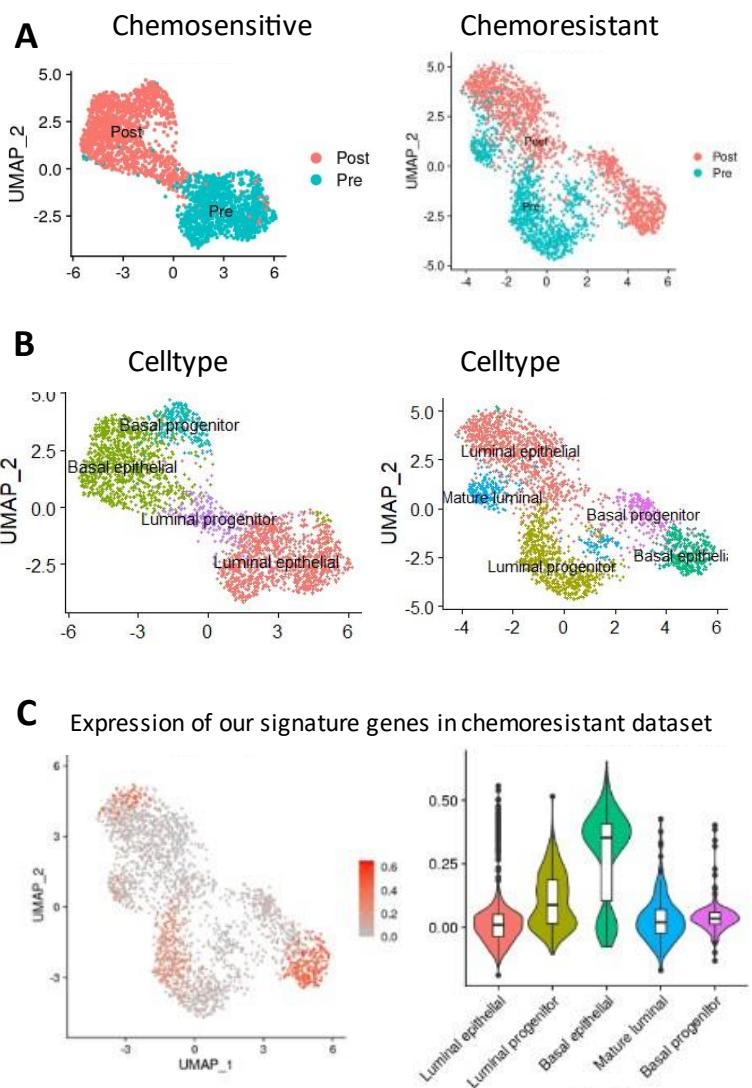 A
Chemosensitive
Chemoresistant
UMAP_2
5.0
2.5
0.0
-2.5
-6
-3
0
3
6
Post
Pre
Post
Pre
UMAP_2
5.0
2.5
0.0
-2.5
-5.0
-4
-2
0
2
4
6
Post
Pre
Post
Pre
B
Celltype
Celltype
UMAP_2
5.0
2.5
0.0
-2.5
-6
-3
0
3
6
Basal progenitor
Basal epithelial
Luminal progenitor
Luminal epithelial
UMAP_2
5.0
2.5
0.0
-2.5
-5.0
-4
-2
0
2
4
6
Luminal epithelial
Mature luminal
Basal progenitor
Luminal progenitor
Basal epitheli
C
Expression of our signature genes in chemoresistant dataset
UMAP_2
6
3
0
-3
-3
0
3
6
UMAP_1
0.6
0.4
0.2
0.0
0.50
0.25
0.00
Luminal epithelial
Luminal progenitor
Basal epithelial
Mature luminal
Basal progenitor